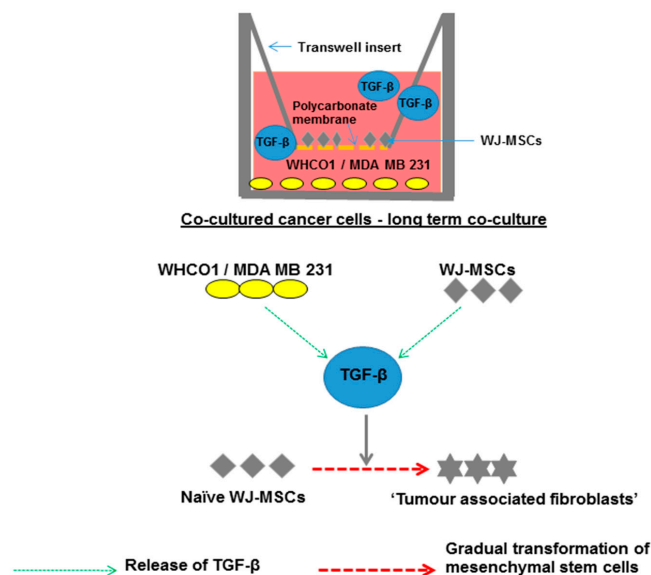 Transwell insert
TGF-β
TGF-β
Polycarbonate
membrane
TGF-β
WJ-MSCs
WHCO1 / MDA MB 231
Co-cultured cancer cells - long term co-culture
WHCO1 / MDA MB 231
WJ-MSCs
TGF-β
Naïve WJ-MSCs
‘Tumour associated fibroblasts’
Release of TGF-β
Gradual transformation of
mesenchymal stem cells